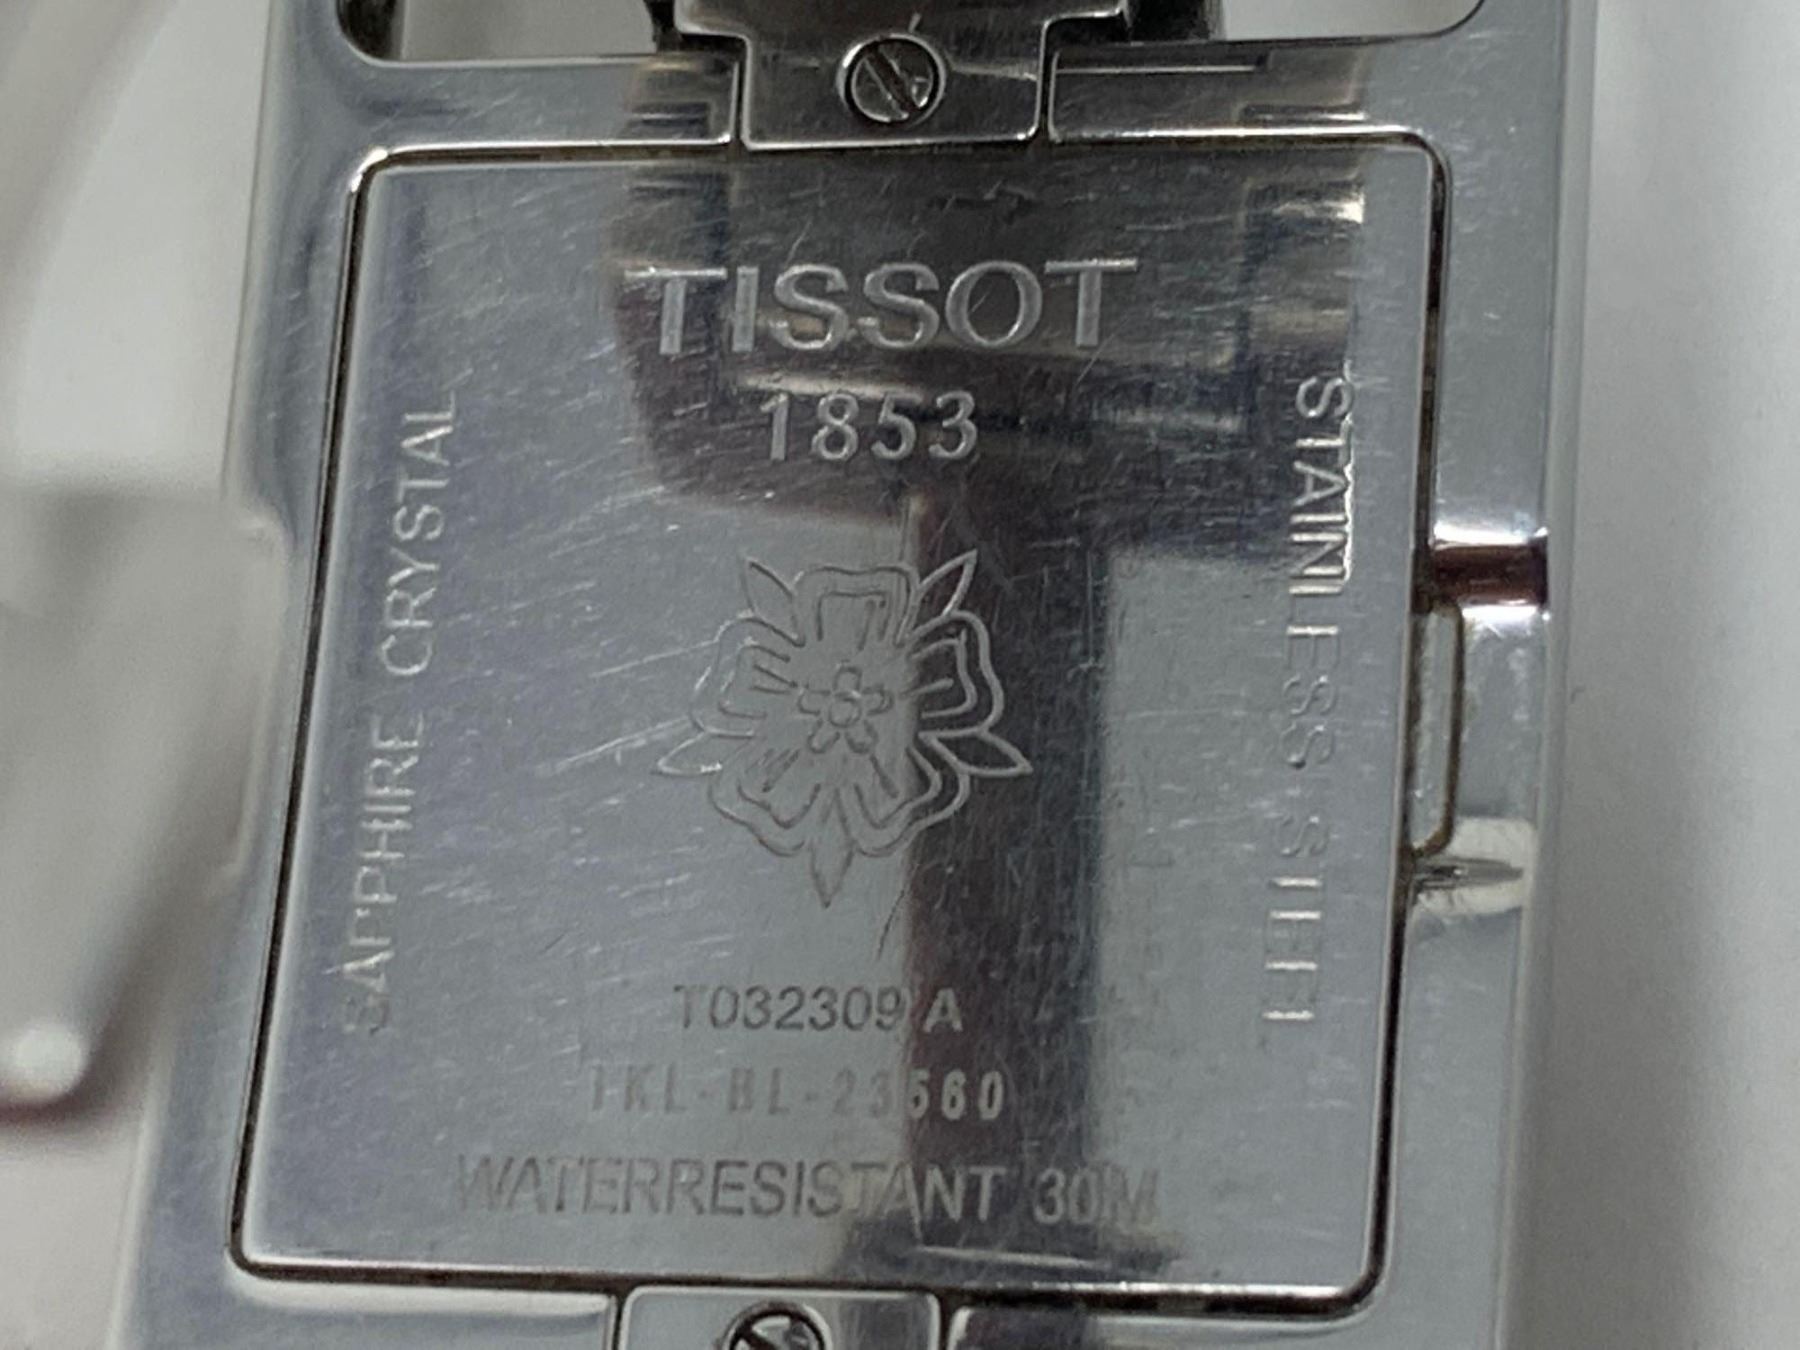 TISSOT
1853
SAPPHIRE CRYSTAL
STAINLESS STEEL
T032309 A
TKL-BL-23560
WATERRESISTANT 30M